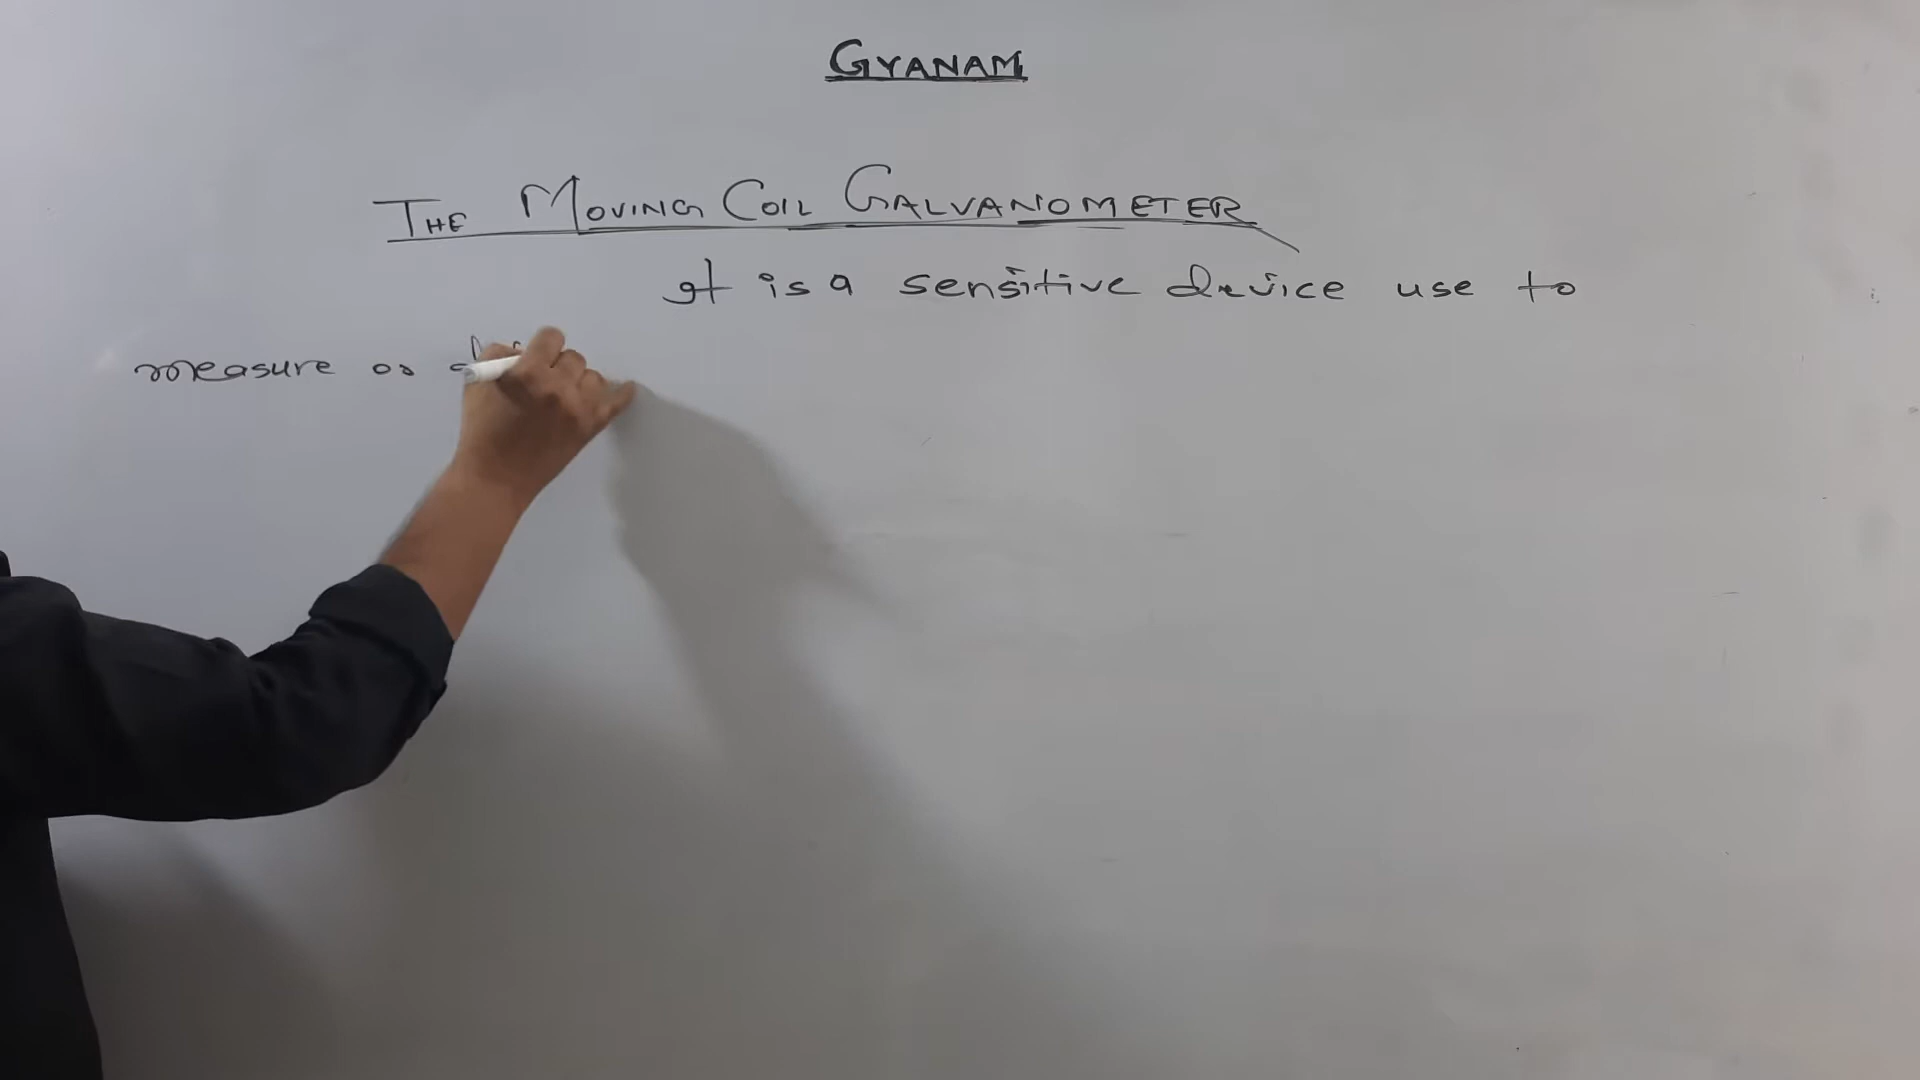 GYANAM
THE MOVING COIL GALVANOMETER
It is a sensitive device use to
measure or